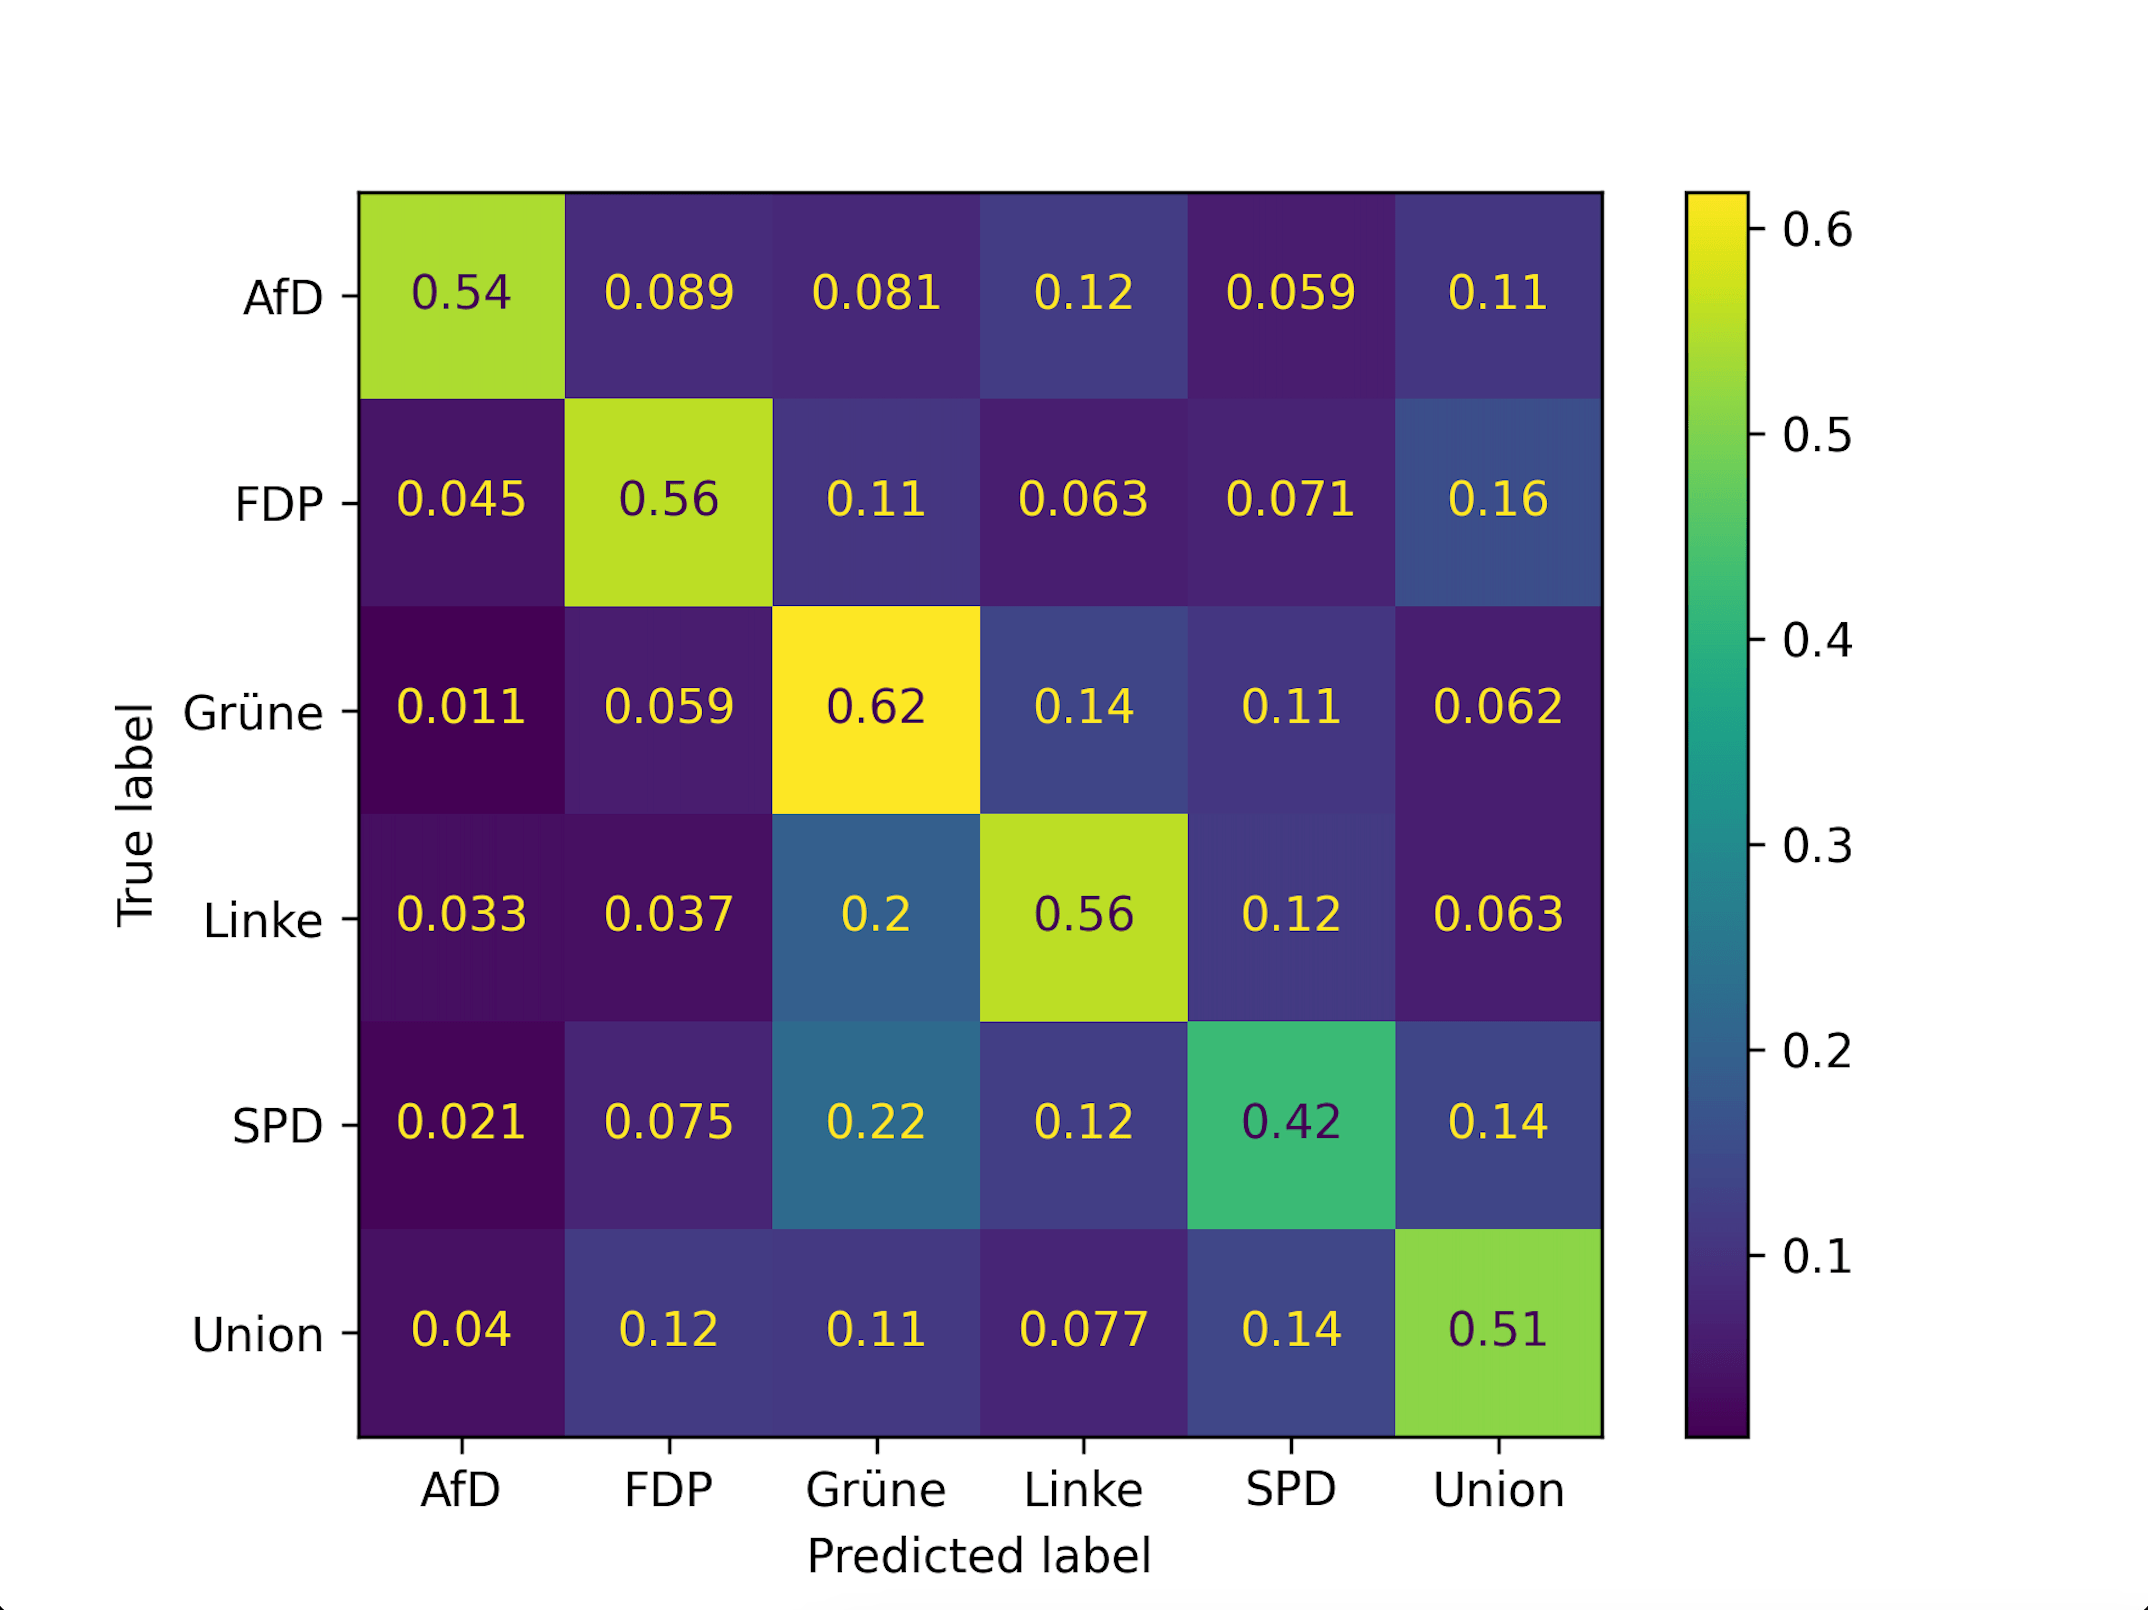 AfD 0.54 0.089 0.081 0.12 0.059 0.11
FDP 0.045 0.56 0.11 0.063 0.071 0.16
Grüne 0.011 0.059 0.62 0.14 0.11 0.062
Linke 0.033 0.037 0.2 0.56 0.12 0.063
SPD 0.021 0.075 0.22 0.12 0.42 0.14
Union 0.04 0.12 0.11 0.077 0.14 0.51
AfD FDP Grüne Linke SPD Union
Predicted label
True label
0.6
0.5
0.4
0.3
0.2
0.1